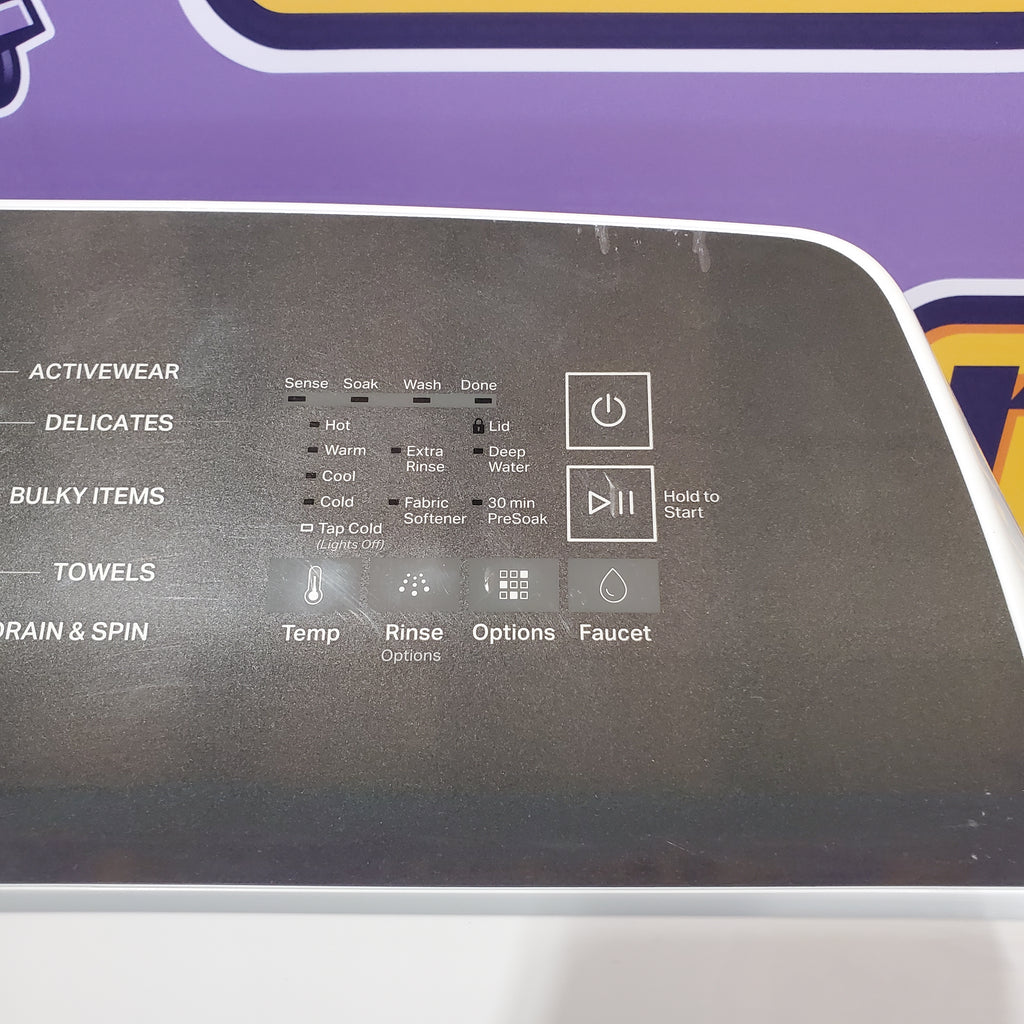 ACTIVEWEAR
DELICATES
BULKY ITEMS
TOWELS
DRAIN & SPIN
Sense Soak Wash Done
Hot
Warm
Cool
Cold
Tap Cold
(Lights Off)
Extra
Rinse
Fabric
Softener
Lid
Deep
Water
30 min
PreSoak
Hold to
Start
Temp
Rinse
Options
Options
Faucet